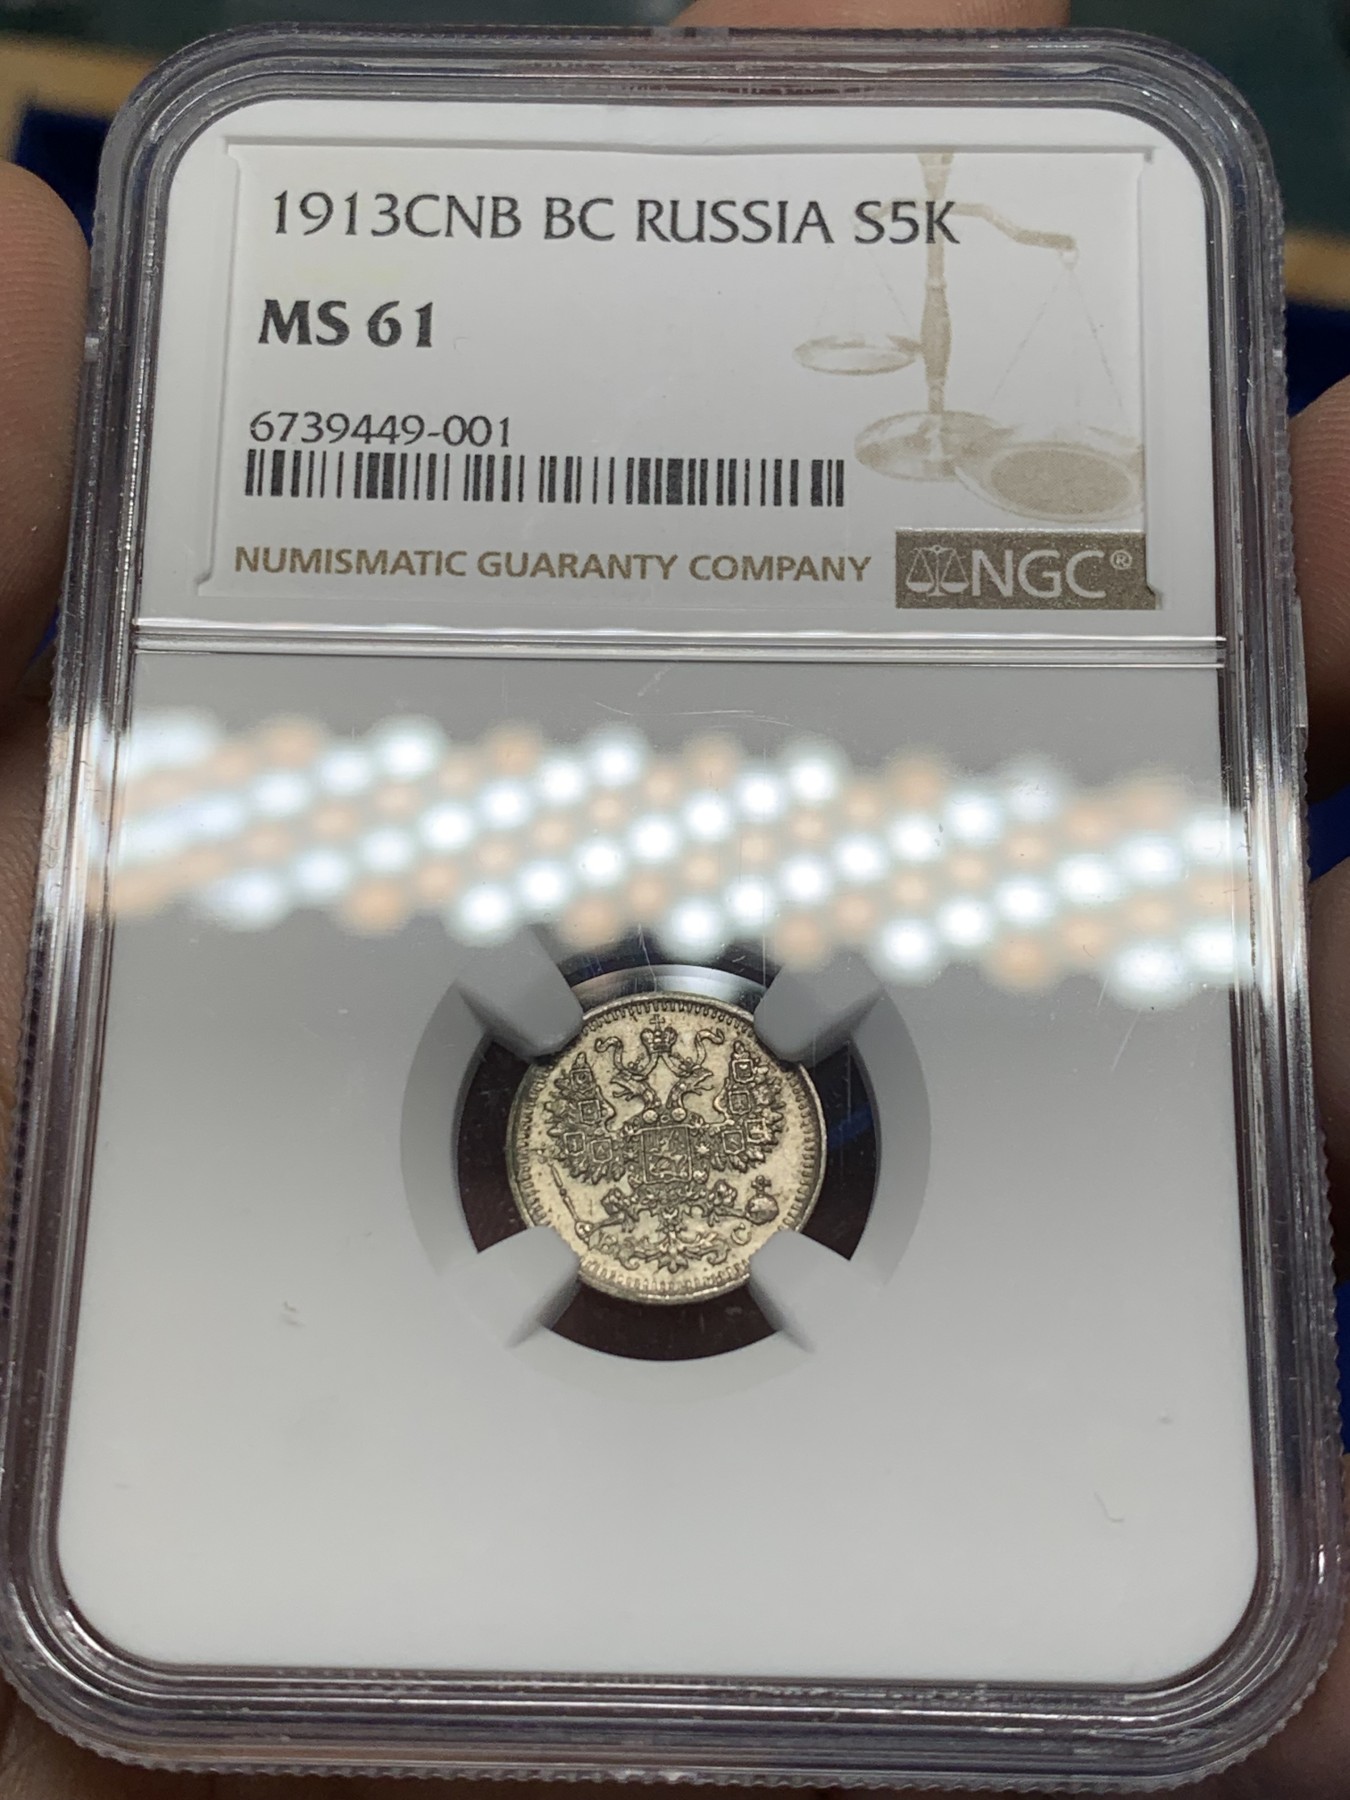 1913CNB BC RUSSIA S5K
MS 61
6739449-001
NUMISMATIC GUARANTY COMPANY
NGC®